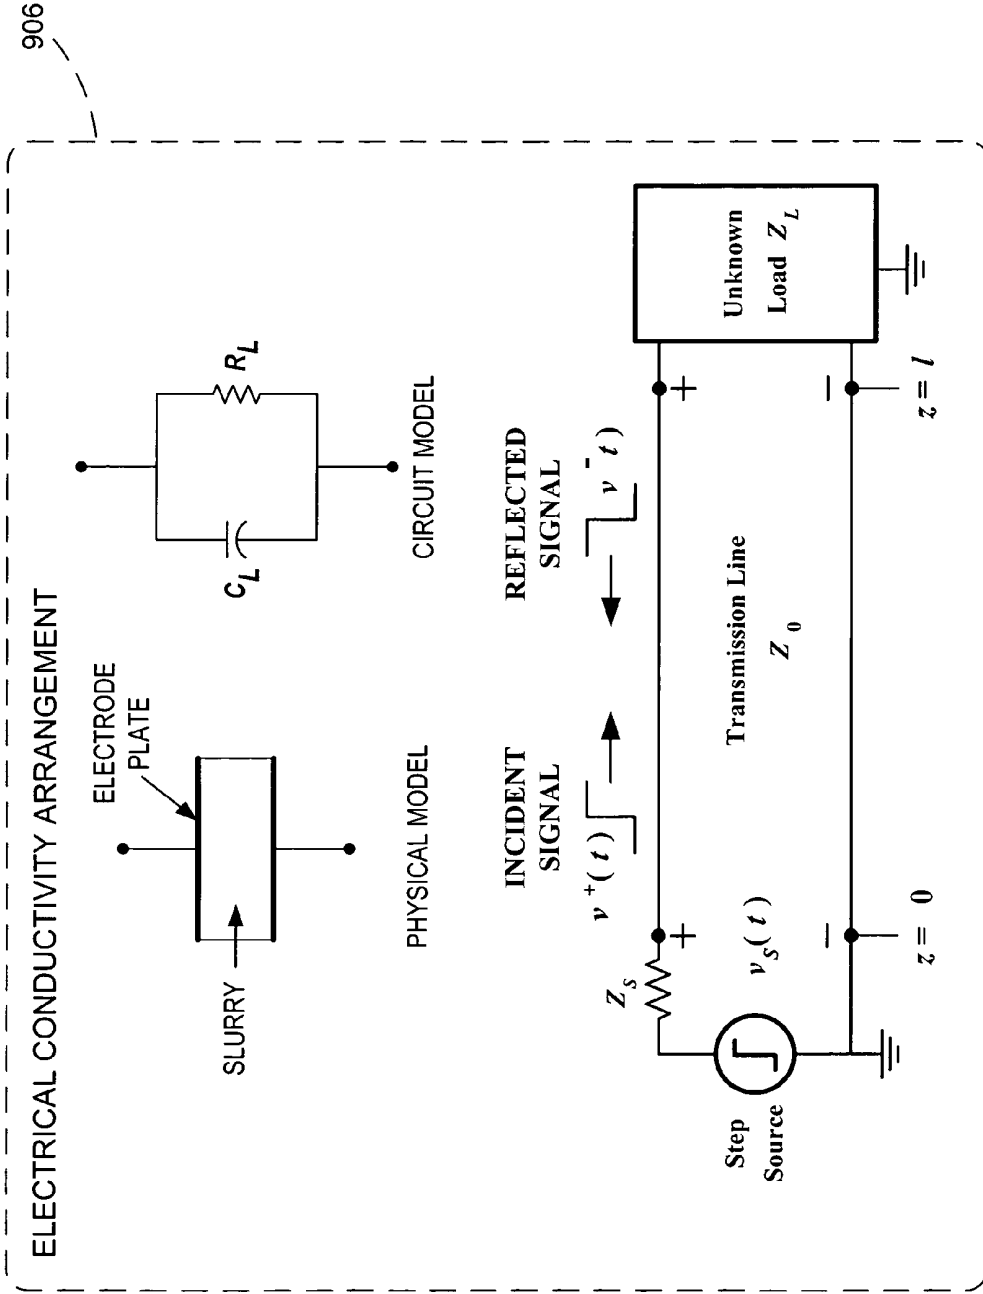 906
ELECTRICAL CONDUCTIVITY ARRANGEMENT
ELECTRODE
PLATE
SLURRY
PHYSICAL MODEL
C_L
R_L
CIRCUIT MODEL
INCIDENT
SIGNAL
v^+(t)
REFLECTED
SIGNAL
v^- t)
Z_S
+
+
Step
Source
v_S(t)
Transmission Line
Z_0
Unknown
Load Z_L
−
−
z = 0
z = l